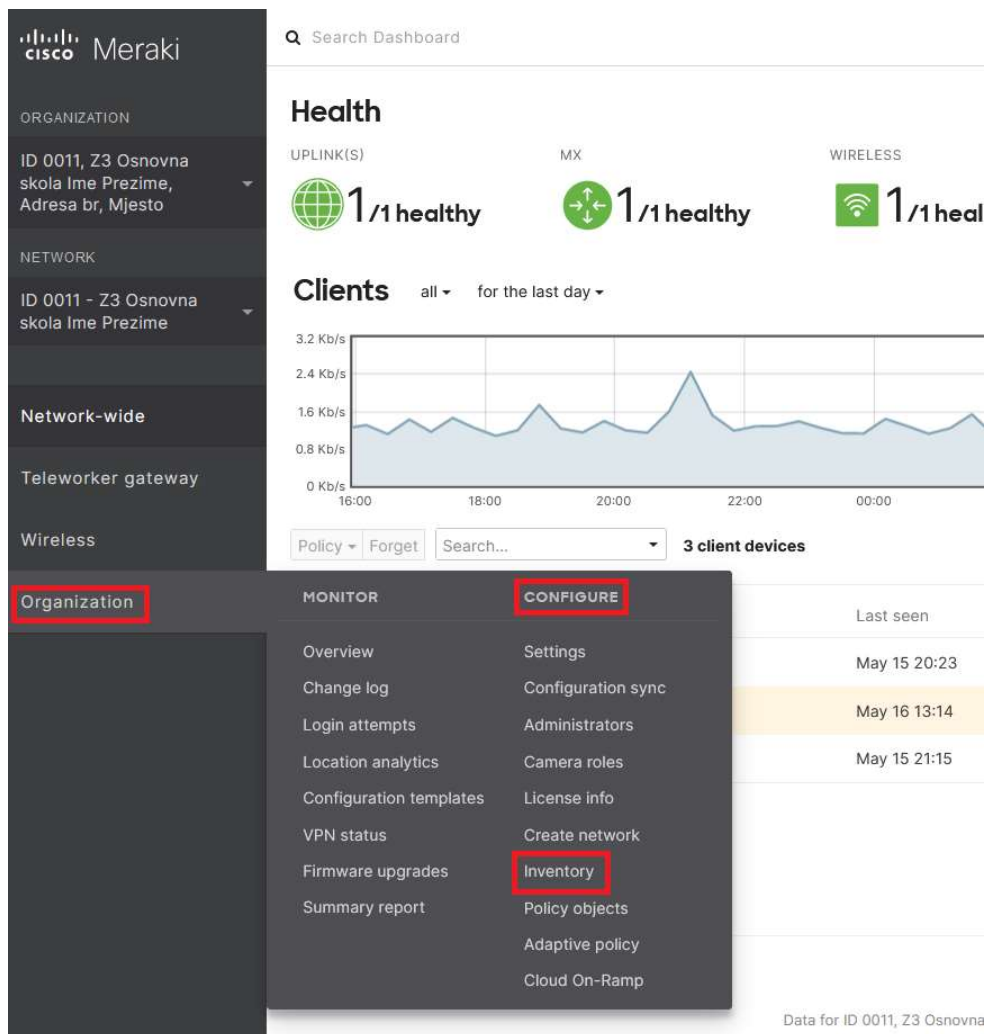 cisco Meraki
Search Dashboard
ORGANIZATION
ID 0011, Z3 Osnovna
skola Ime Prezime,
Adresa br, Mjesto
NETWORK
ID 0011 - Z3 Osnovna
skola Ime Prezime
Network-wide
Teleworker gateway
Wireless
Organization
Health
UPLINK(S)
MX
WIRELESS
1/1 healthy
1/1 healthy
1/1 heal
Clients all for the last day
3.2 Kb/s
2.4 Kb/s
1.6 Kb/s
0.8 Kb/s
0 Kb/s
16:00 18:00 20:00 22:00 00:00
Policy Forget Search... 3 client devices
MONITOR
Overview
Change log
Login attempts
Location analytics
Configuration templates
VPN status
Firmware upgrades
Summary report
CONFIGURE
Settings
Configuration sync
Administrators
Camera roles
License info
Create network
Inventory
Policy objects
Adaptive policy
Cloud On-Ramp
Last seen
May 15 20:23
May 16 13:14
May 15 21:15
Data for ID 0011, Z3 Osnovna